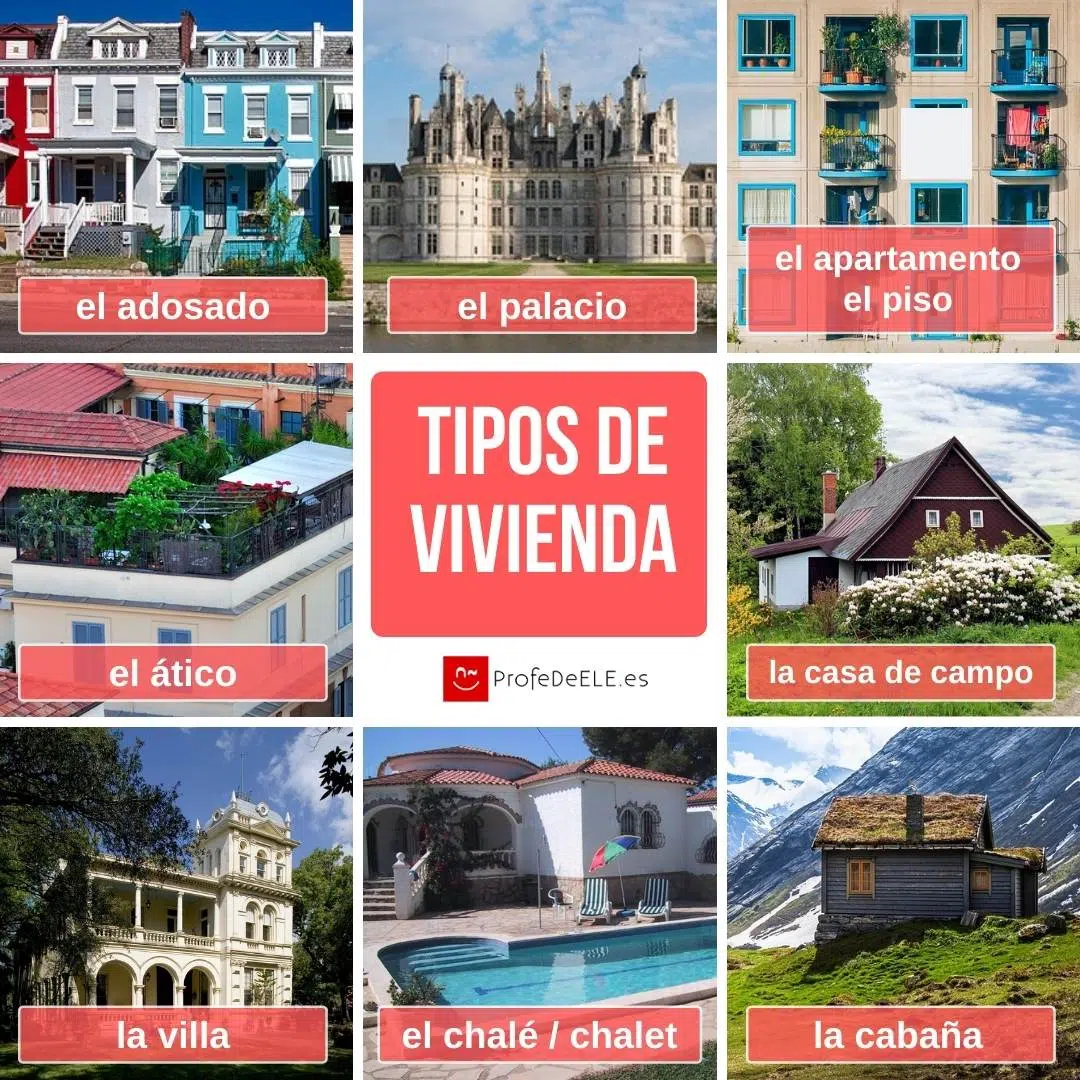 el adosado
el palacio
el apartamento
el piso
el ático
TIPOS DE
VIVIENDA
ProfeDeELE.es
la casa de campo
la villa
el chalé / chalet
la cabaña